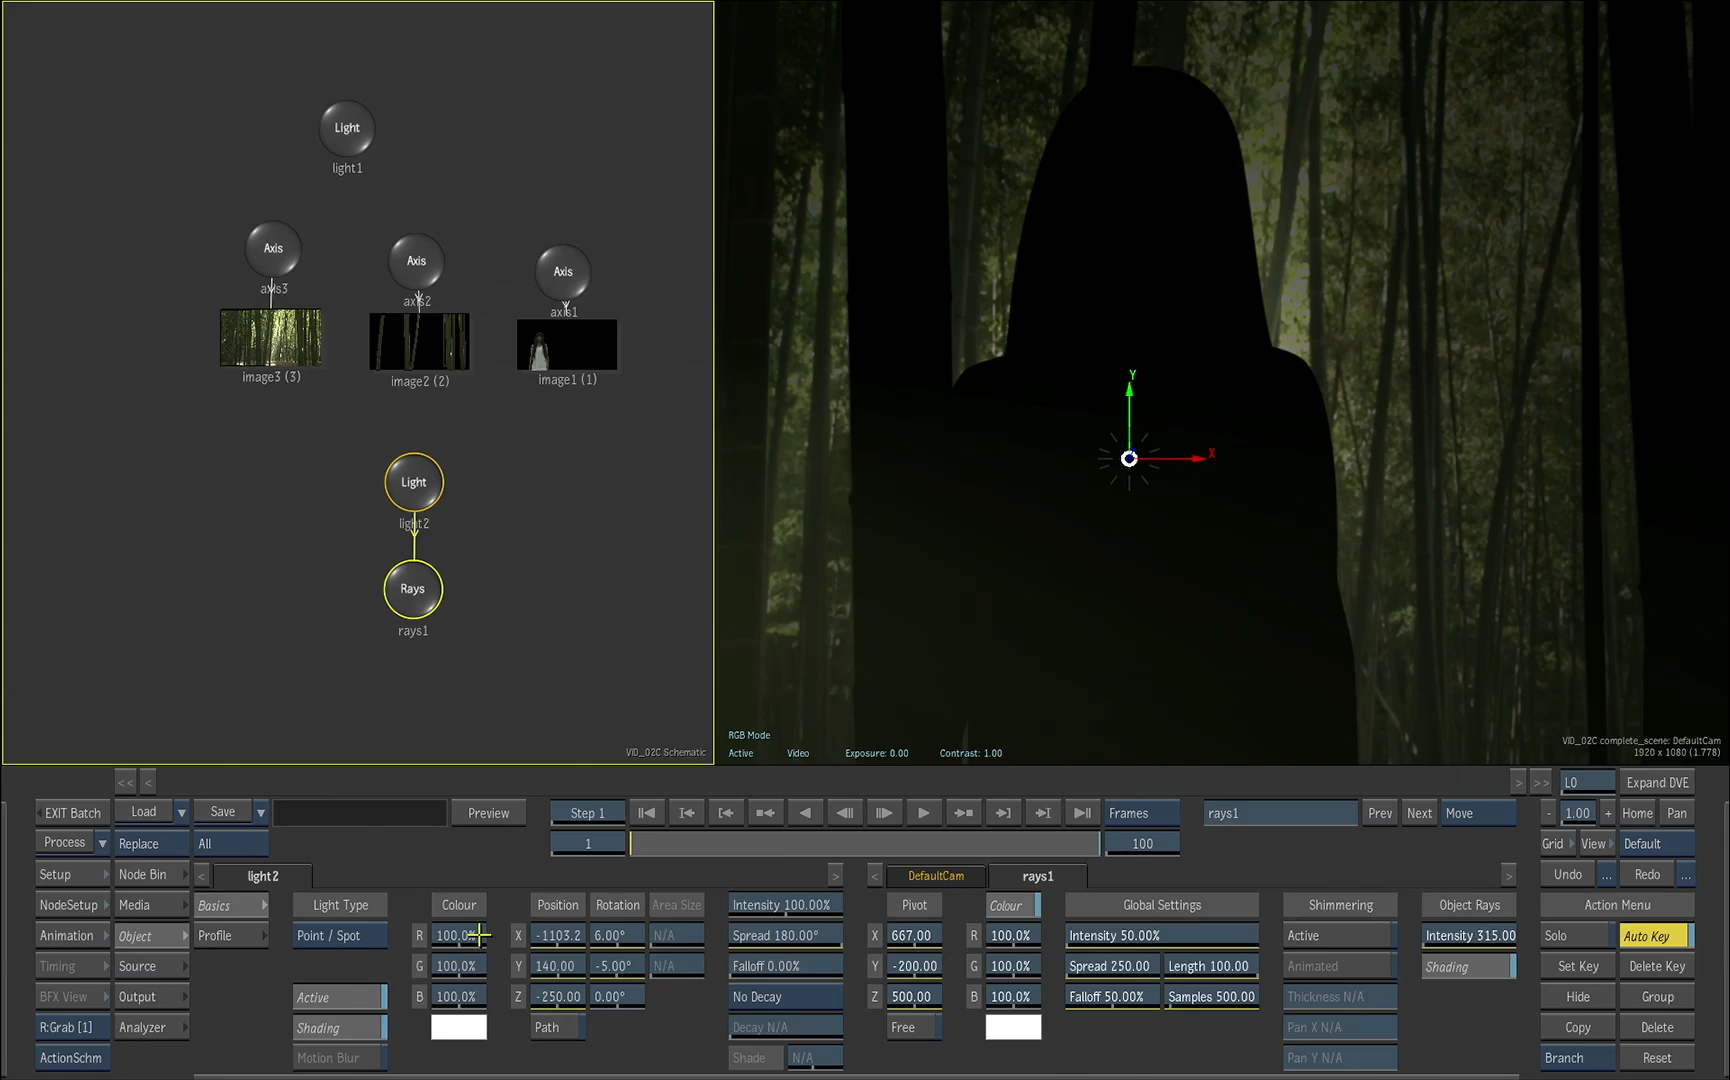 Light
light1
Axis
axis3
Axis
axis2
Axis
axis1
image3 (3)
image2 (2)
image1 (1)
Light
light2
Rays
rays1
VID_02C Schematic
Y
X
RGB Mode
Active Video Exposure: 0.00 Contrast: 1.00
VID_02C complete_scene: DefaultCam
1920 x 1080 (1.778)
<< < > >> L0 Expand DVE
EXIT Batch Load Save Preview Step 1 Frames rays1 Prev Next Move - 1.00 + Home Pan
Process Replace All 1 100 Grid View Default
Setup Node Bin < light2 > < DefaultCam rays1 > Undo ... Redo ...
NodeSetup Media Basics Light Type Colour Position Rotation Area Size Intensity 100.00% Pivot Colour Global Settings Shimmering Object Rays Action Menu
Animation Object Profile Point / Spot R 100.0% X -1103.2 6.00° N/A Spread 180.00° X 667.00 R 100.0% Intensity 50.00% Active Intensity 315.00 Solo Auto Key
Timing Source G 100.0% Y 140.00 -5.00° N/A Falloff 0.00% Y -200.00 G 100.0% Spread 250.00 Length 100.00 Animated Shading Set Key Delete Key
BFX View Output Active B 100.0% Z -250.00 0.00° No Decay Z 500.00 B 100.0% Falloff 50.00% Samples 500.00 Thickness N/A Hide Group
R:Grab [1] Analyzer Shading Path Decay N/A Free Pan X N/A Copy Delete
ActionSchm Motion Blur Shade N/A Pan Y N/A Branch Reset